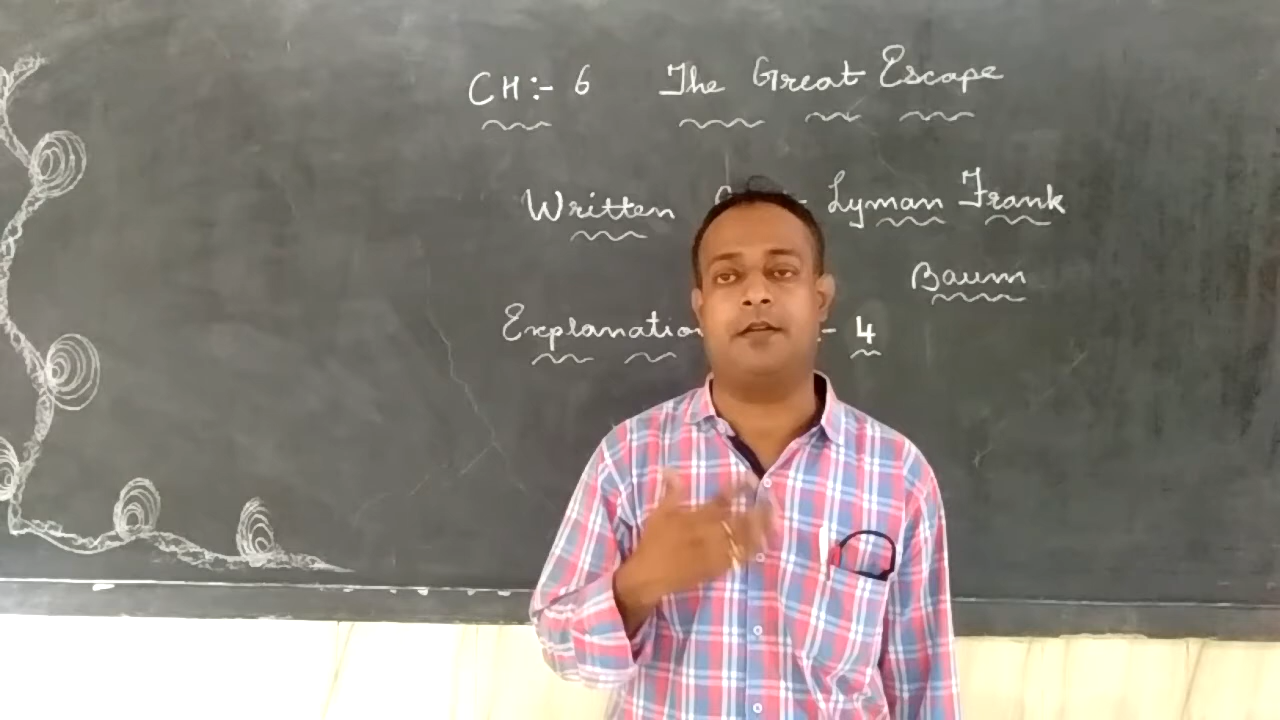 CH:- 6 The Great Escape
Written :- Lyman Frank
Baum
Explanation :- 4